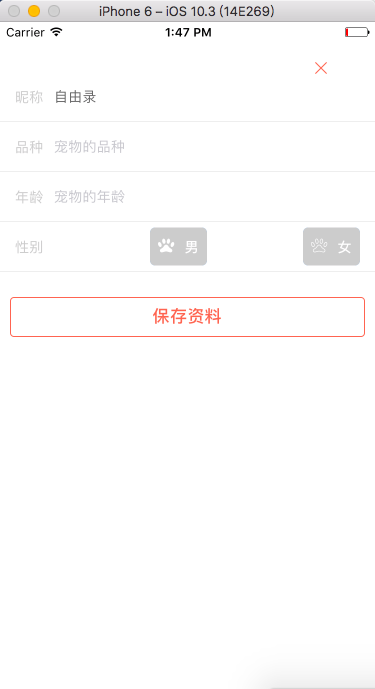 iPhone 6 – iOS 10.3 (14E269)
Carrier 1:47 PM
昵称 自由录
品种 宠物的品种
年龄 宠物的年龄
性别 男 女
保存资料